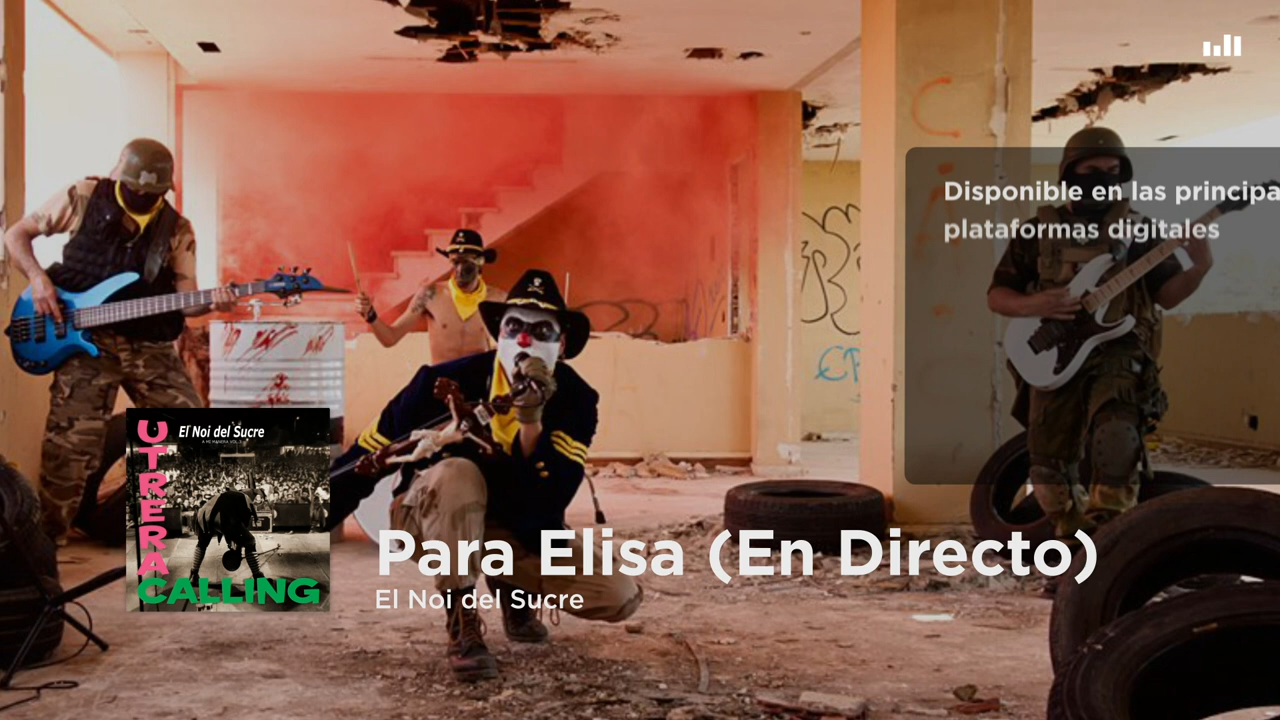 Disponible en las principa
plataformas digitales
El Noi del Sucre
UTRERA
CALLING
Para Elisa (En Directo)
El Noi del Sucre